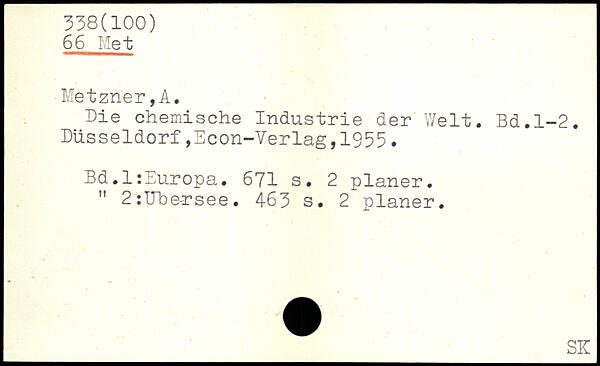 338(100)
66 Met
Metzner,A.
Die chemische Industrie der Welt. Bd.1-2.
Düsseldorf,Econ-Verlag,1955.
Bd.1:Europa. 671 s. 2 planer.
" 2:Übersee. 463 s. 2 planer.
SK